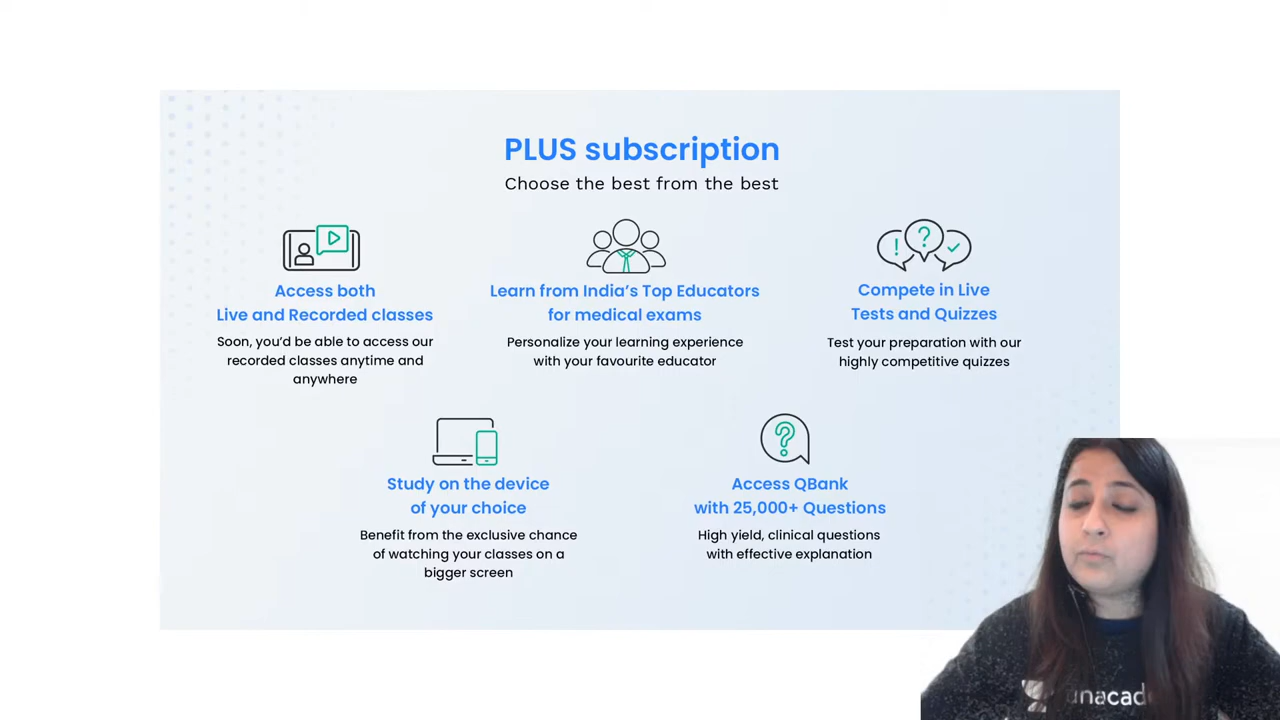 PLUS subscription
Choose the best from the best
Access both
Live and Recorded classes
Soon, you'd be able to access our
recorded classes anytime and
anywhere
Learn from India's Top Educators
for medical exams
Personalize your learning experience
with your favourite educator
Compete in Live
Tests and Quizzes
Test your preparation with our
highly competitive quizzes
Study on the device
of your choice
Benefit from the exclusive chance
of watching your classes on a
bigger screen
Access QBank
with 25,000+ Questions
High yield, clinical questions
with effective explanation